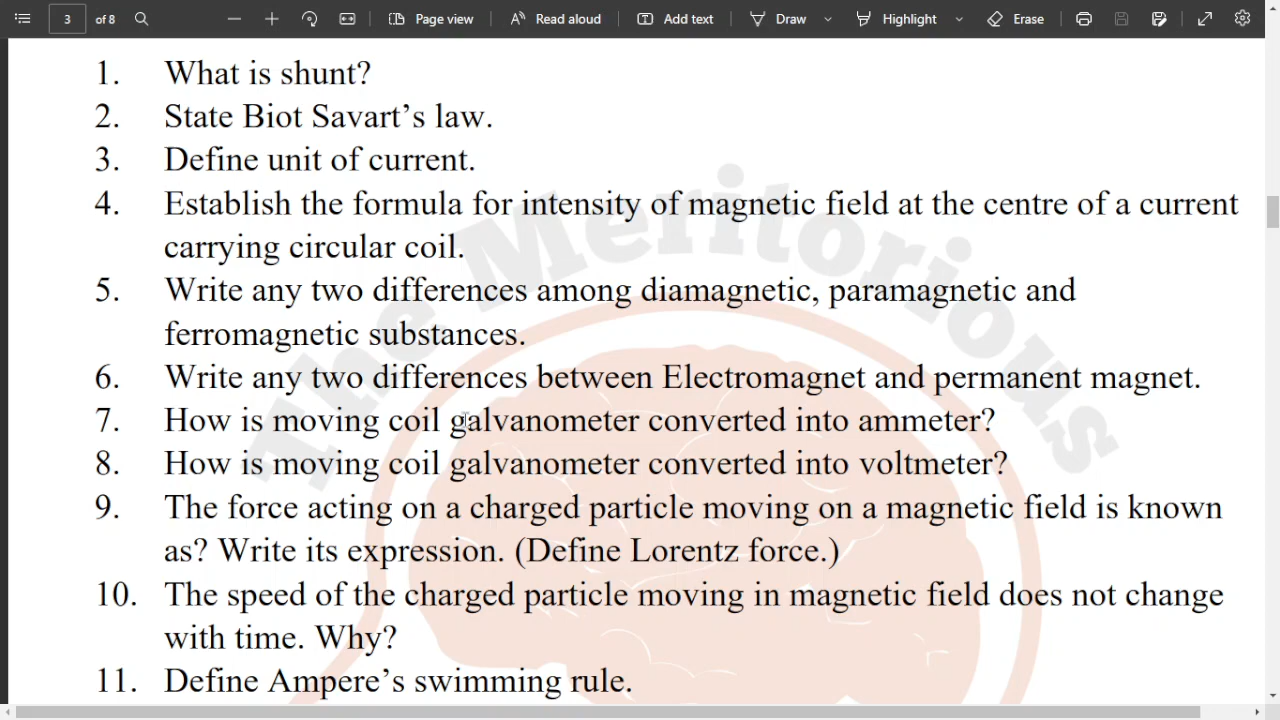 3 of 8 Page view Read aloud Add text Draw Highlight Erase
1. What is shunt?
2. State Biot Savart’s law.
3. Define unit of current.
4. Establish the formula for intensity of magnetic field at the centre of a current
carrying circular coil.
5. Write any two differences among diamagnetic, paramagnetic and
ferromagnetic substances.
6. Write any two differences between Electromagnet and permanent magnet.
7. How is moving coil galvanometer converted into ammeter?
8. How is moving coil galvanometer converted into voltmeter?
9. The force acting on a charged particle moving on a magnetic field is known
as? Write its expression. (Define Lorentz force.)
10. The speed of the charged particle moving in magnetic field does not change
with time. Why?
11. Define Ampere’s swimming rule.
The Meritorious